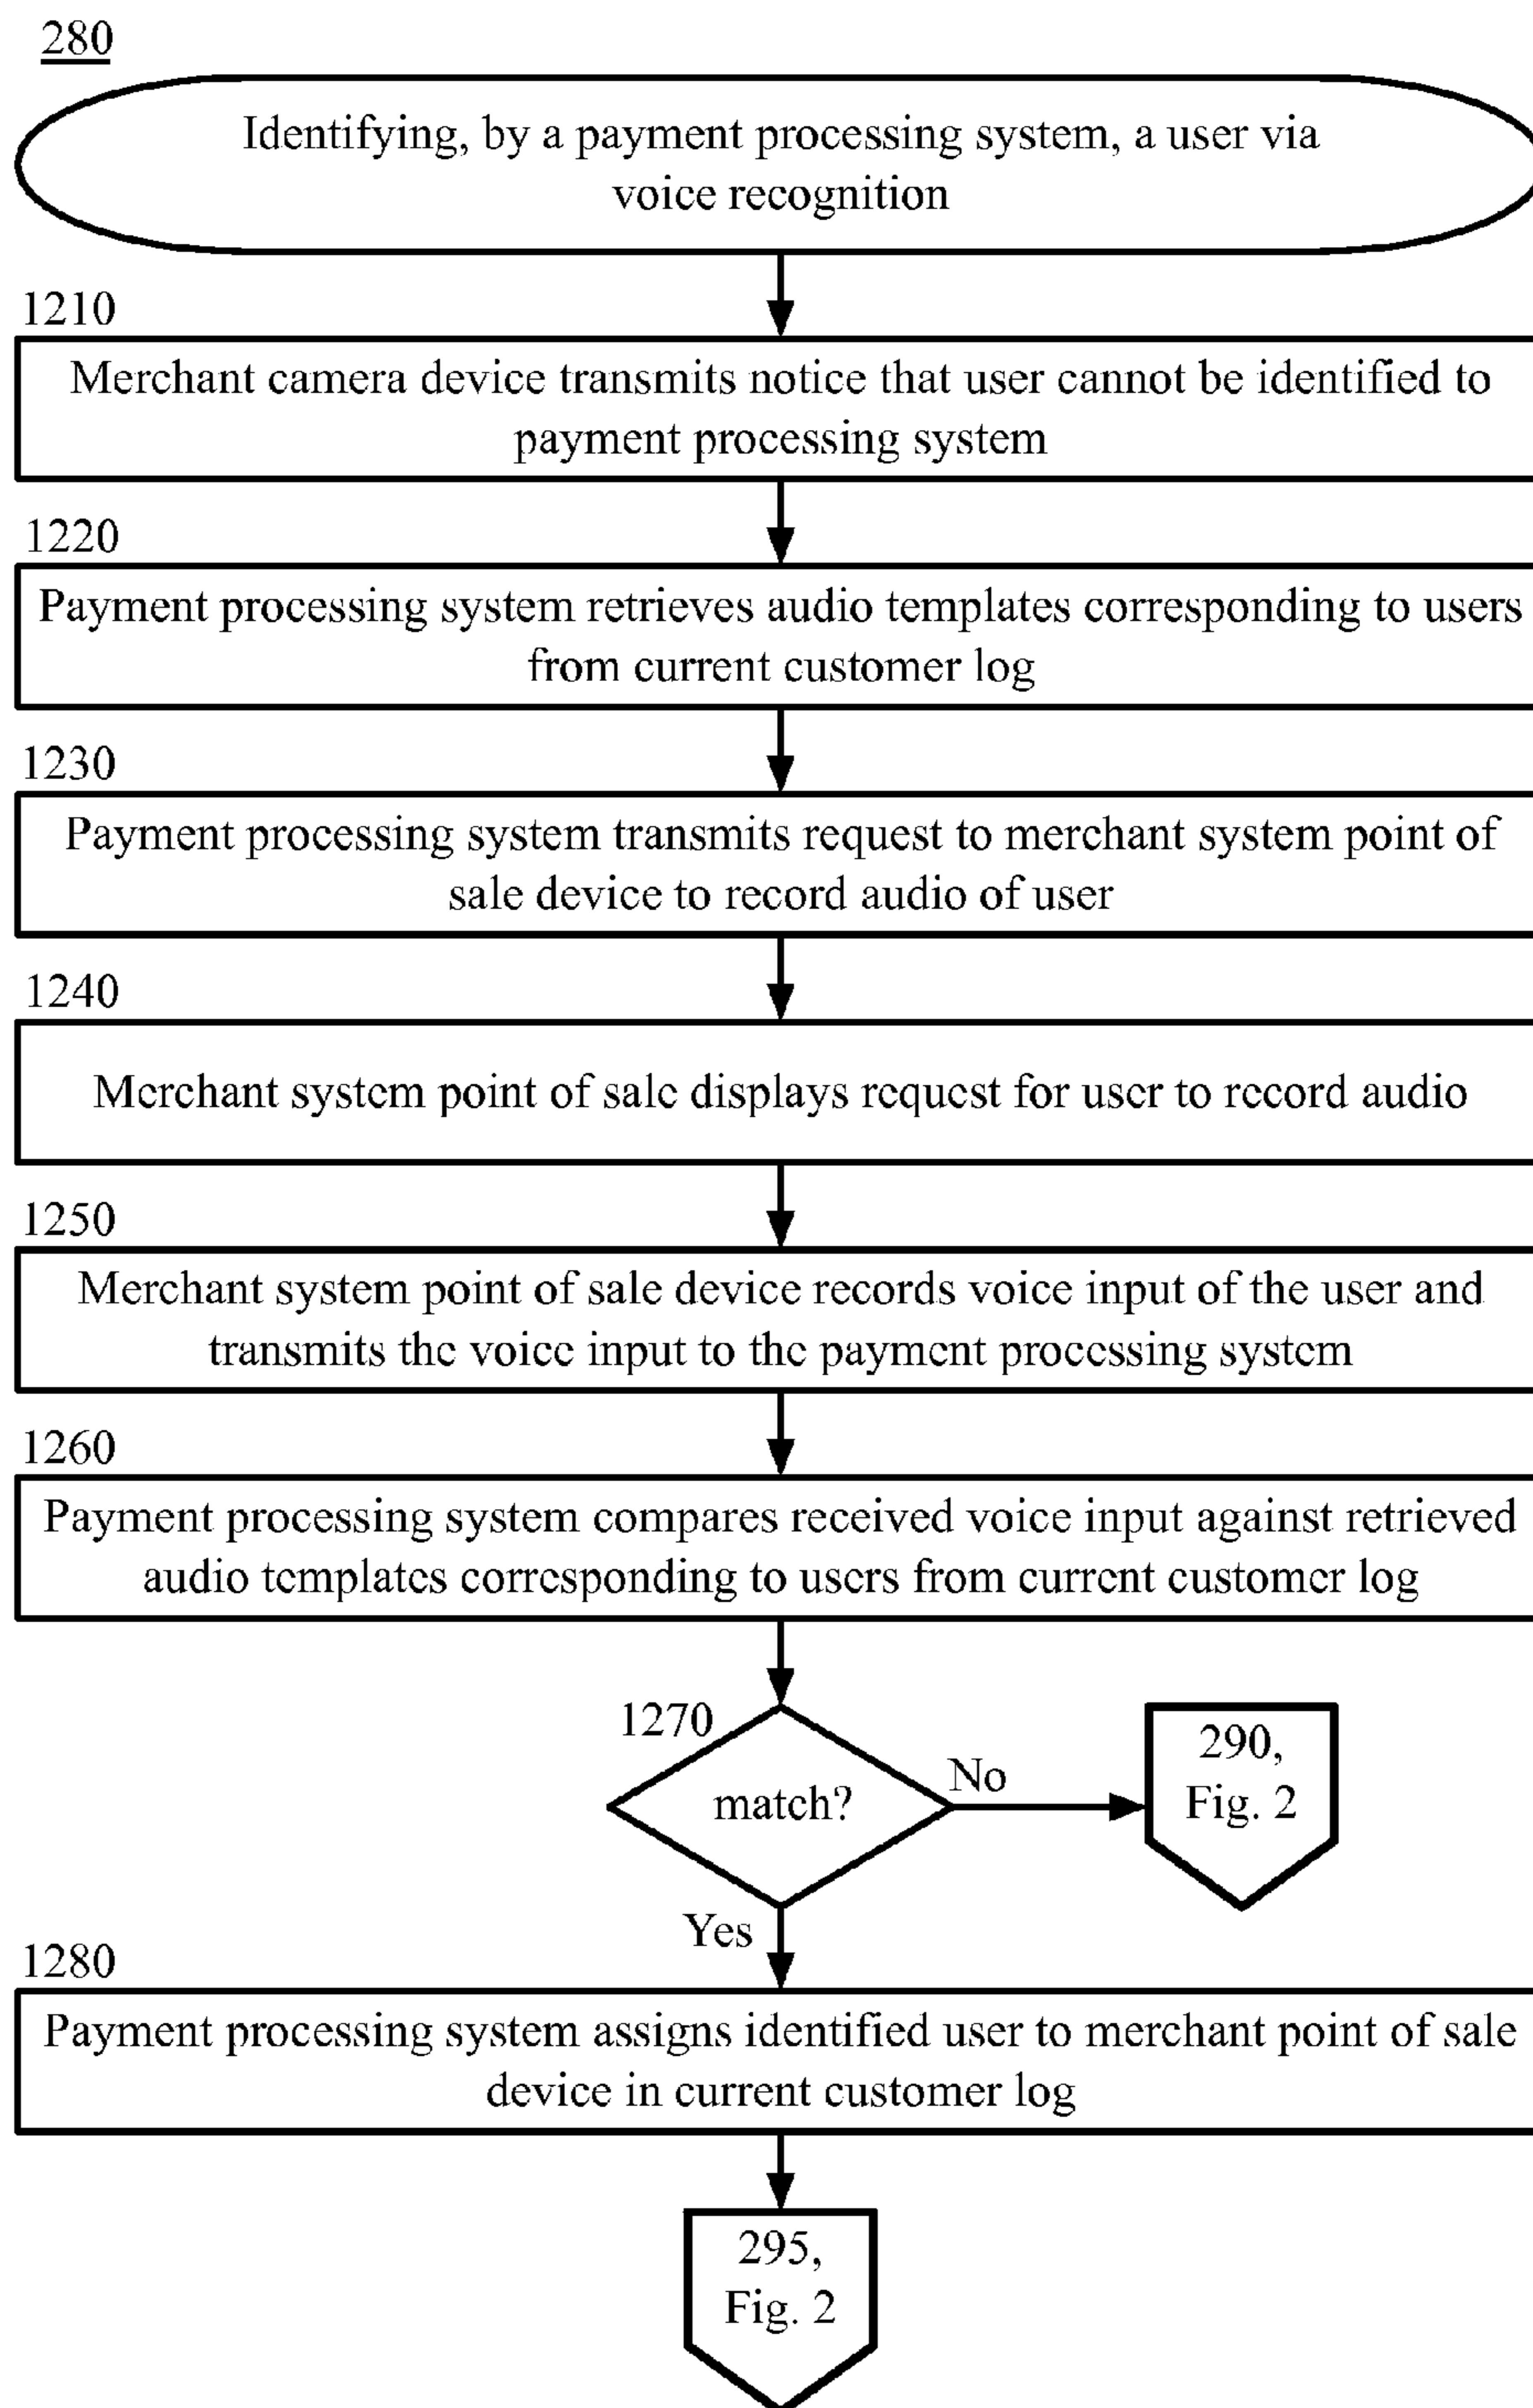 280
Identifying, by a payment processing system, a user via
voice recognition
1210
Merchant camera device transmits notice that user cannot be identified to
payment processing system
1220
Payment processing system retrieves audio templates corresponding to users
from current customer log
1230
Payment processing system transmits request to merchant system point of
sale device to record audio of user
1240
Merchant system point of sale displays request for user to record audio
1250
Merchant system point of sale device records voice input of the user and
transmits the voice input to the payment processing system
1260
Payment processing system compares received voice input against retrieved
audio templates corresponding to users from current customer log
1270
match?
No
290,
Fig. 2
Yes
1280
Payment processing system assigns identified user to merchant point of sale
device in current customer log
295,
Fig. 2